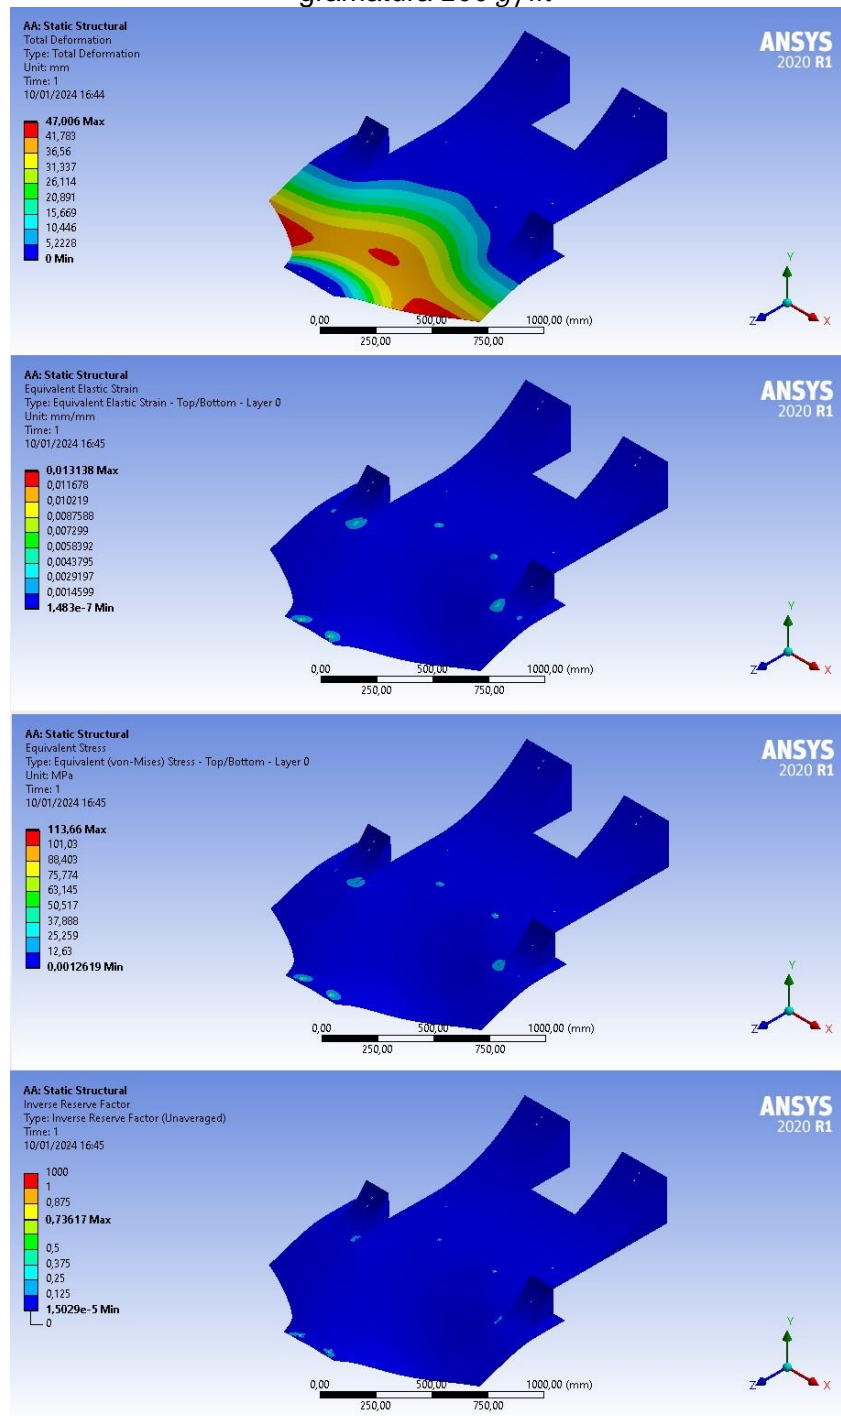 AA: Static Structural
Total Deformation
Type: Total Deformation
Unit: mm
Time: 1
10/01/2024 16:44
ANSYS
2020 R1
47,006 Max
41,783
36,56
31,337
26,114
20,891
15,669
10,446
5,2228
0 Min
Y
Z
X
0,00 500,00 1000,00 (mm)
250,00 750,00
AA: Static Structural
Equivalent Elastic Strain
Type: Equivalent Elastic Strain - Top/Bottom - Layer 0
Unit: mm/mm
Time: 1
10/01/2024 16:45
ANSYS
2020 R1
0,013138 Max
0,011678
0,010219
0,0087588
0,007299
0,0058392
0,0043795
0,0029197
0,0014599
1,483e-7 Min
Y
Z
X
0,00 500,00 1000,00 (mm)
250,00 750,00
AA: Static Structural
Equivalent Stress
Type: Equivalent (von-Mises) Stress - Top/Bottom - Layer 0
Unit: MPa
Time: 1
10/01/2024 16:45
ANSYS
2020 R1
113,66 Max
101,03
88,403
75,774
63,145
50,517
37,888
25,259
12,63
0,0012619 Min
Y
Z
X
0,00 500,00 1000,00 (mm)
250,00 750,00
AA: Static Structural
Inverse Reserve Factor
Type: Inverse Reserve Factor (Unaveraged)
Time: 1
10/01/2024 16:45
ANSYS
2020 R1
1000
1
0,875
0,73617 Max
0,5
0,375
0,25
0,125
1,5029e-5 Min
0
Y
Z
X
0,00 500,00 1000,00 (mm)
250,00 750,00